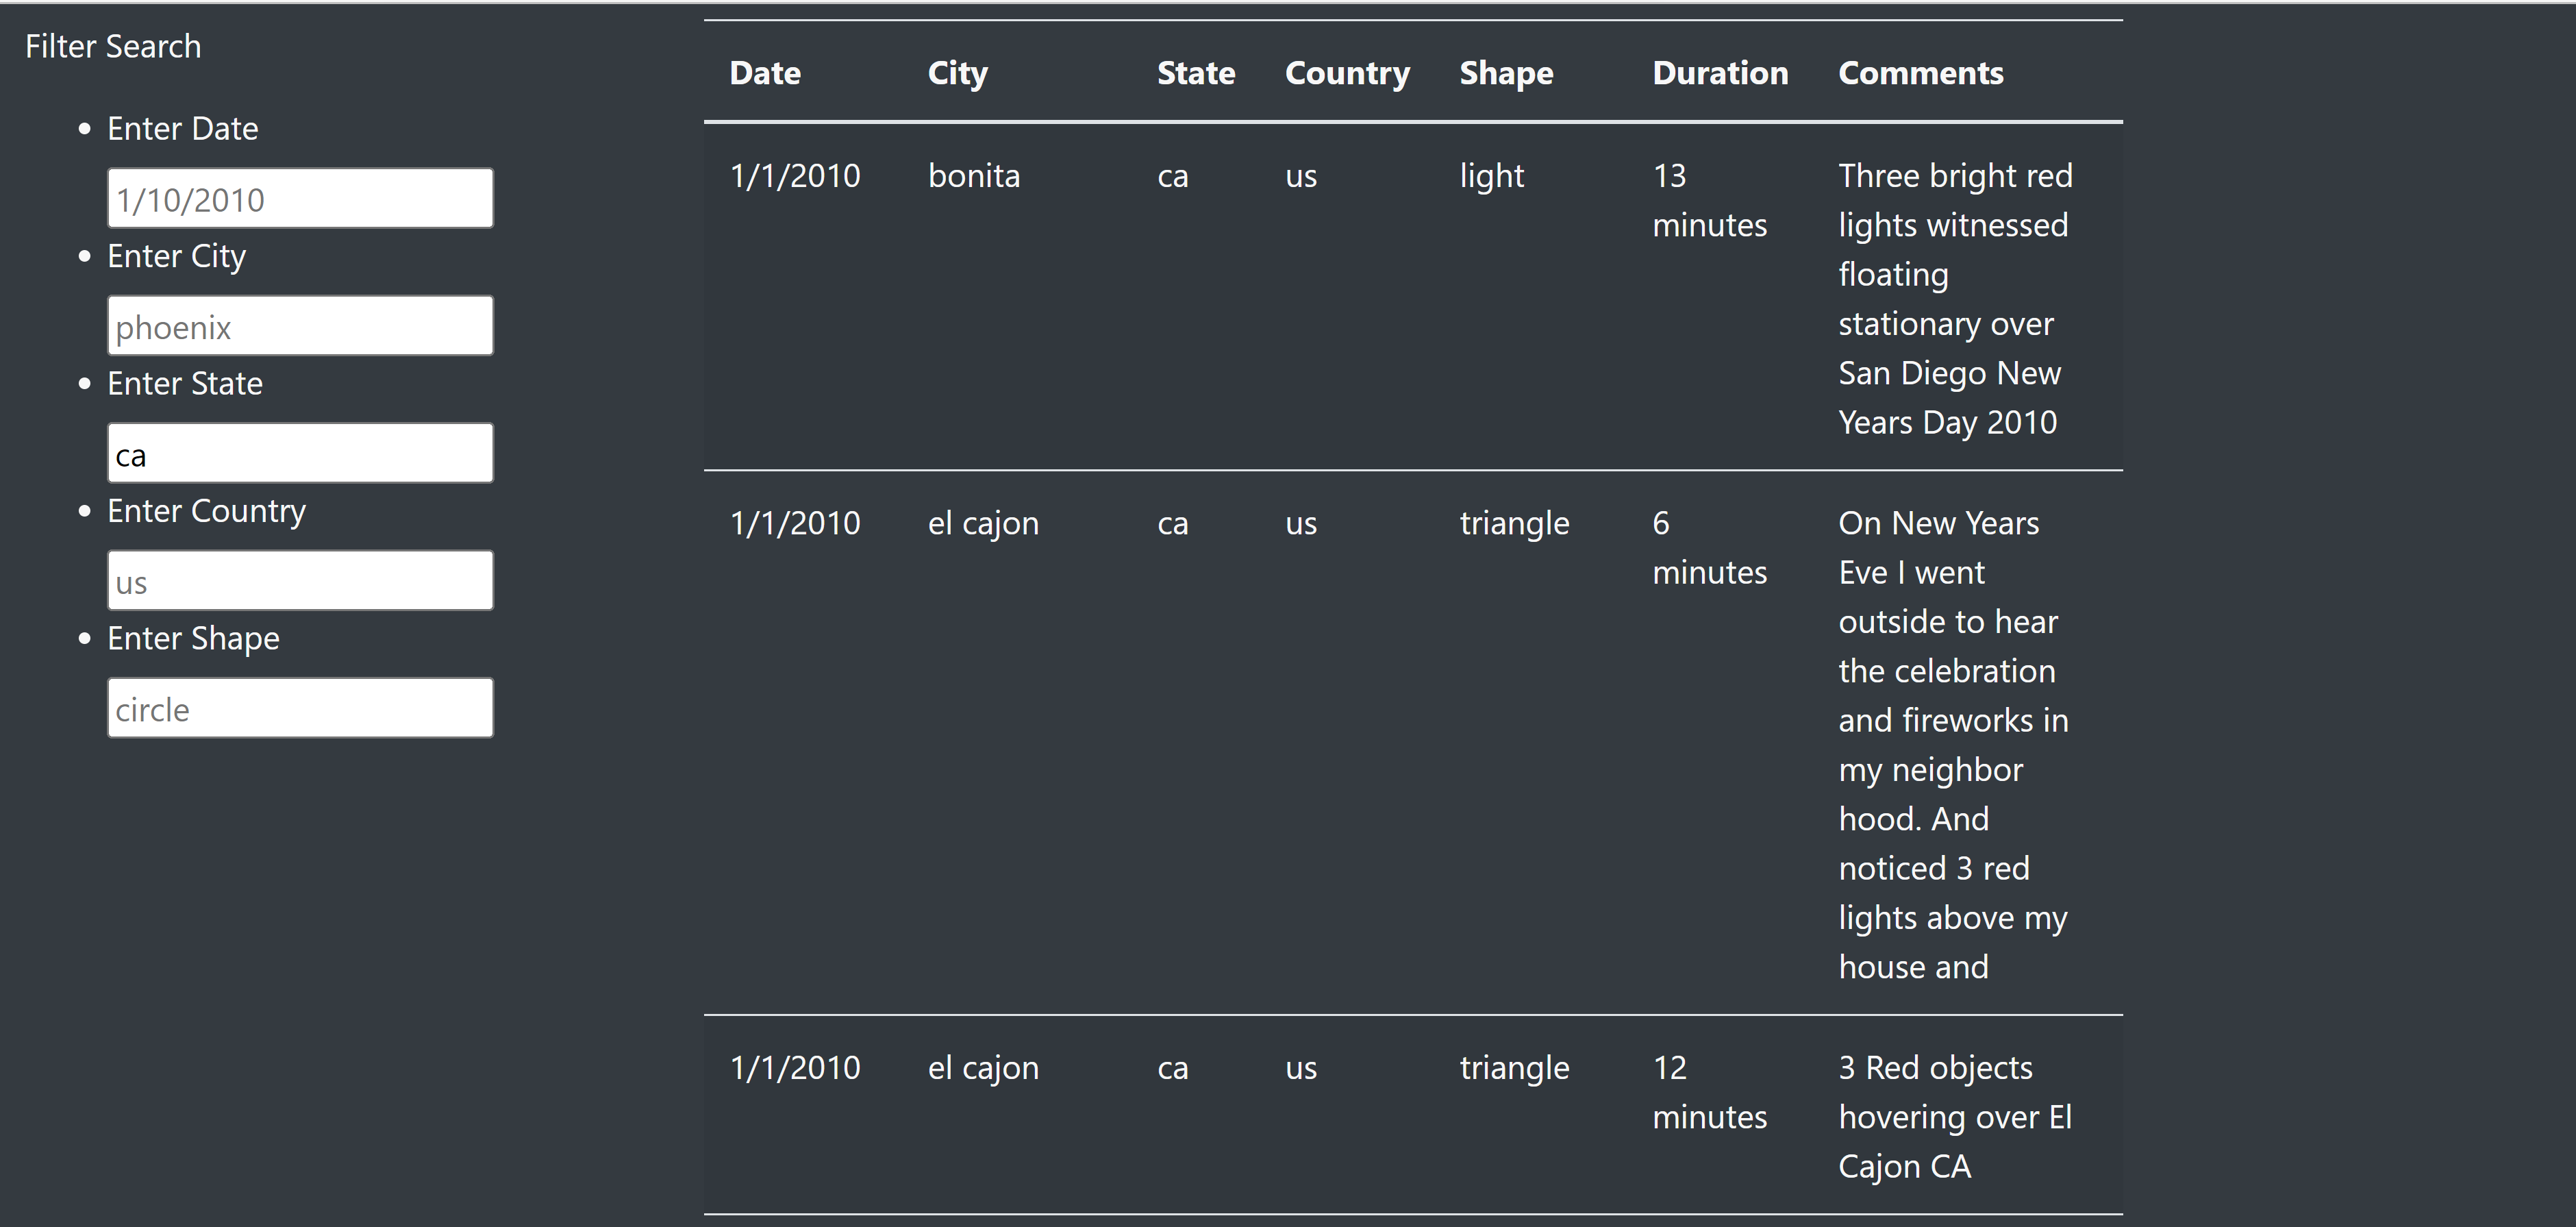 Filter Search
Enter Date
1/10/2010
Enter City
phoenix
Enter State
ca
Enter Country
us
Enter Shape
circle
Date City State Country Shape Duration Comments
1/1/2010 bonita ca us light 13 Three bright red
minutes lights witnessed
floating
stationary over
San Diego New
Years Day 2010
1/1/2010 el cajon ca us triangle 6 On New Years
minutes Eve I went
outside to hear
the celebration
and fireworks in
my neighbor
hood. And
noticed 3 red
lights above my
house and
1/1/2010 el cajon ca us triangle 12 3 Red objects
minutes hovering over El
Cajon CA